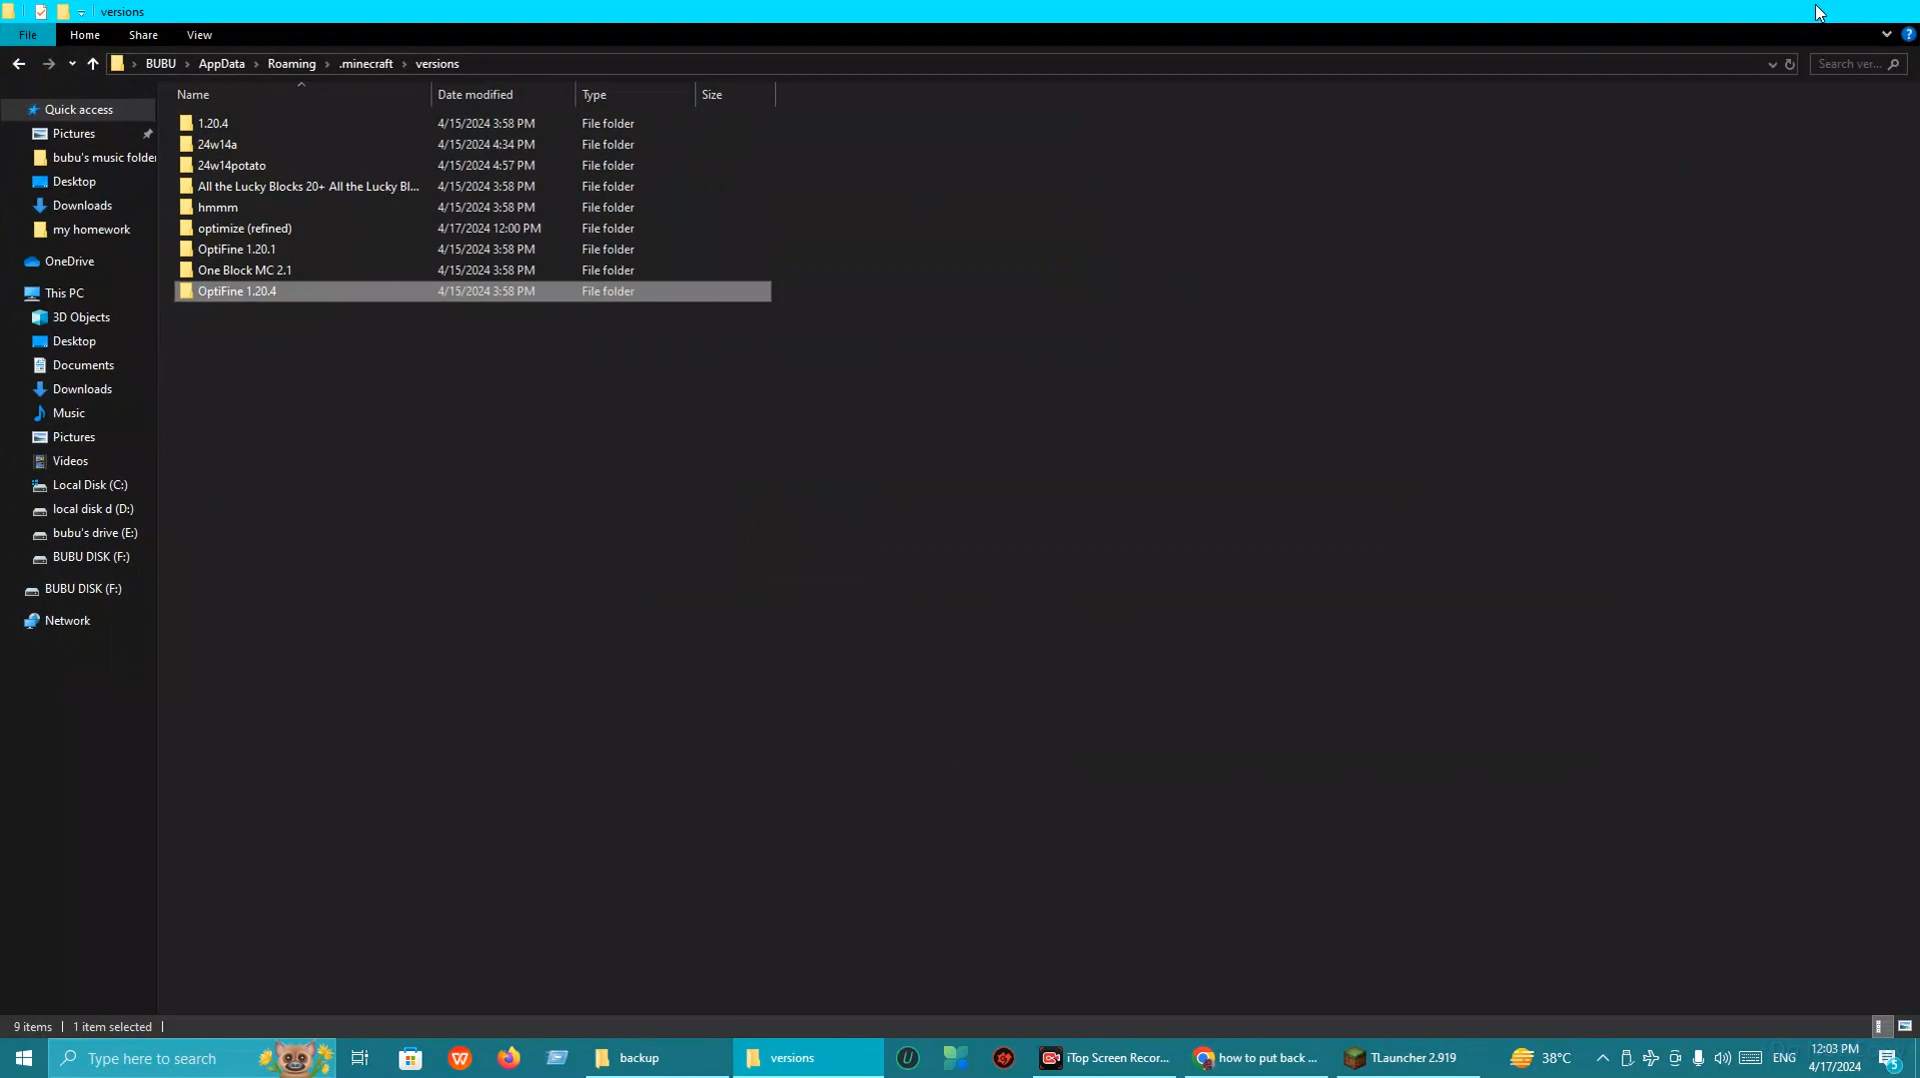 versions
File Home Share View
BUBU AppData Roaming .minecraft versions Search ver...
Name Date modified Type Size
1.20.4 4/15/2024 3:58 PM File folder
24w14a 4/15/2024 4:34 PM File folder
24w14potato 4/15/2024 4:57 PM File folder
All the Lucky Blocks 20+ All the Lucky Bl... 4/15/2024 3:58 PM File folder
hmmm 4/15/2024 3:58 PM File folder
optimize (refined) 4/17/2024 12:00 PM File folder
OptiFine 1.20.1 4/15/2024 3:58 PM File folder
One Block MC 2.1 4/15/2024 3:58 PM File folder
OptiFine 1.20.4 4/15/2024 3:58 PM File folder
Quick access
Pictures
bubu's music folder
Desktop
Downloads
my homework
OneDrive
This PC
3D Objects
Desktop
Documents
Downloads
Music
Pictures
Videos
Local Disk (C:)
local disk d (D:)
bubu's drive (E:)
BUBU DISK (F:)
BUBU DISK (F:)
Network
9 items 1 item selected
Type here to search backup versions iTop Screen Recor... how to put back ... TLauncher 2.919 38°C ENG 12:03 PM
4/17/2024 5